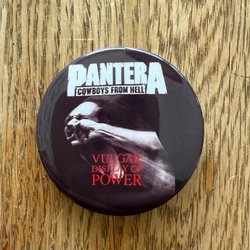 PANTERA
COWBOYS FROM HELL
VULGAR
DISPLAY OF
POWER